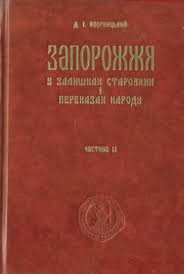 Д. І. ЯВОРНИЦЬКИЙ
ЗАПОРОЖЖЯ
В ЗАЛИШКАХ СТАРОВИНИ
І
ПЕРЕКАЗАХ НАРОДУ
ЧАСТИНА II